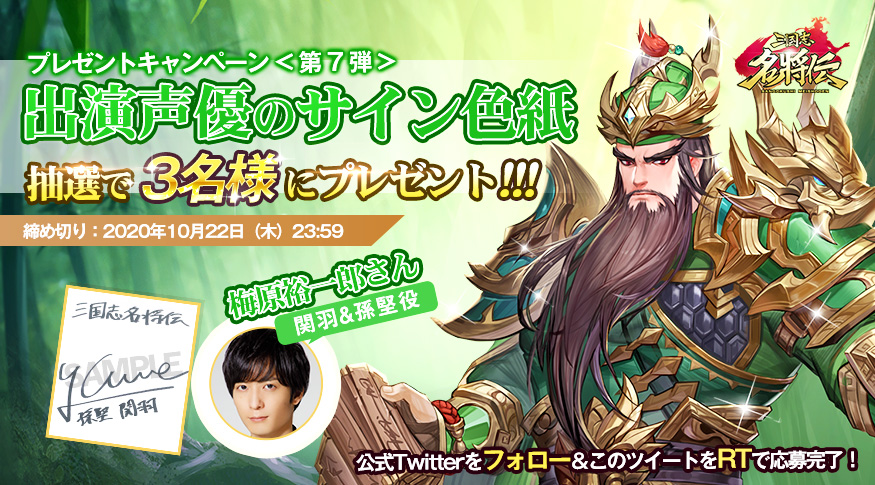 プレゼントキャンペーン＜第７弾＞
三国志
名将伝
SANGOKUSHI MEISHODEN
出演声優のサイン色紙
抽選で3名様にプレゼント!!!
締め切り：2020年10月22日（木）23:59
梅原裕一郎さん
関羽&孫堅役
三国志名将伝
SAMPLE
孫堅 関羽
公式Twitterをフォロー&このツイートをRTで応募完了！